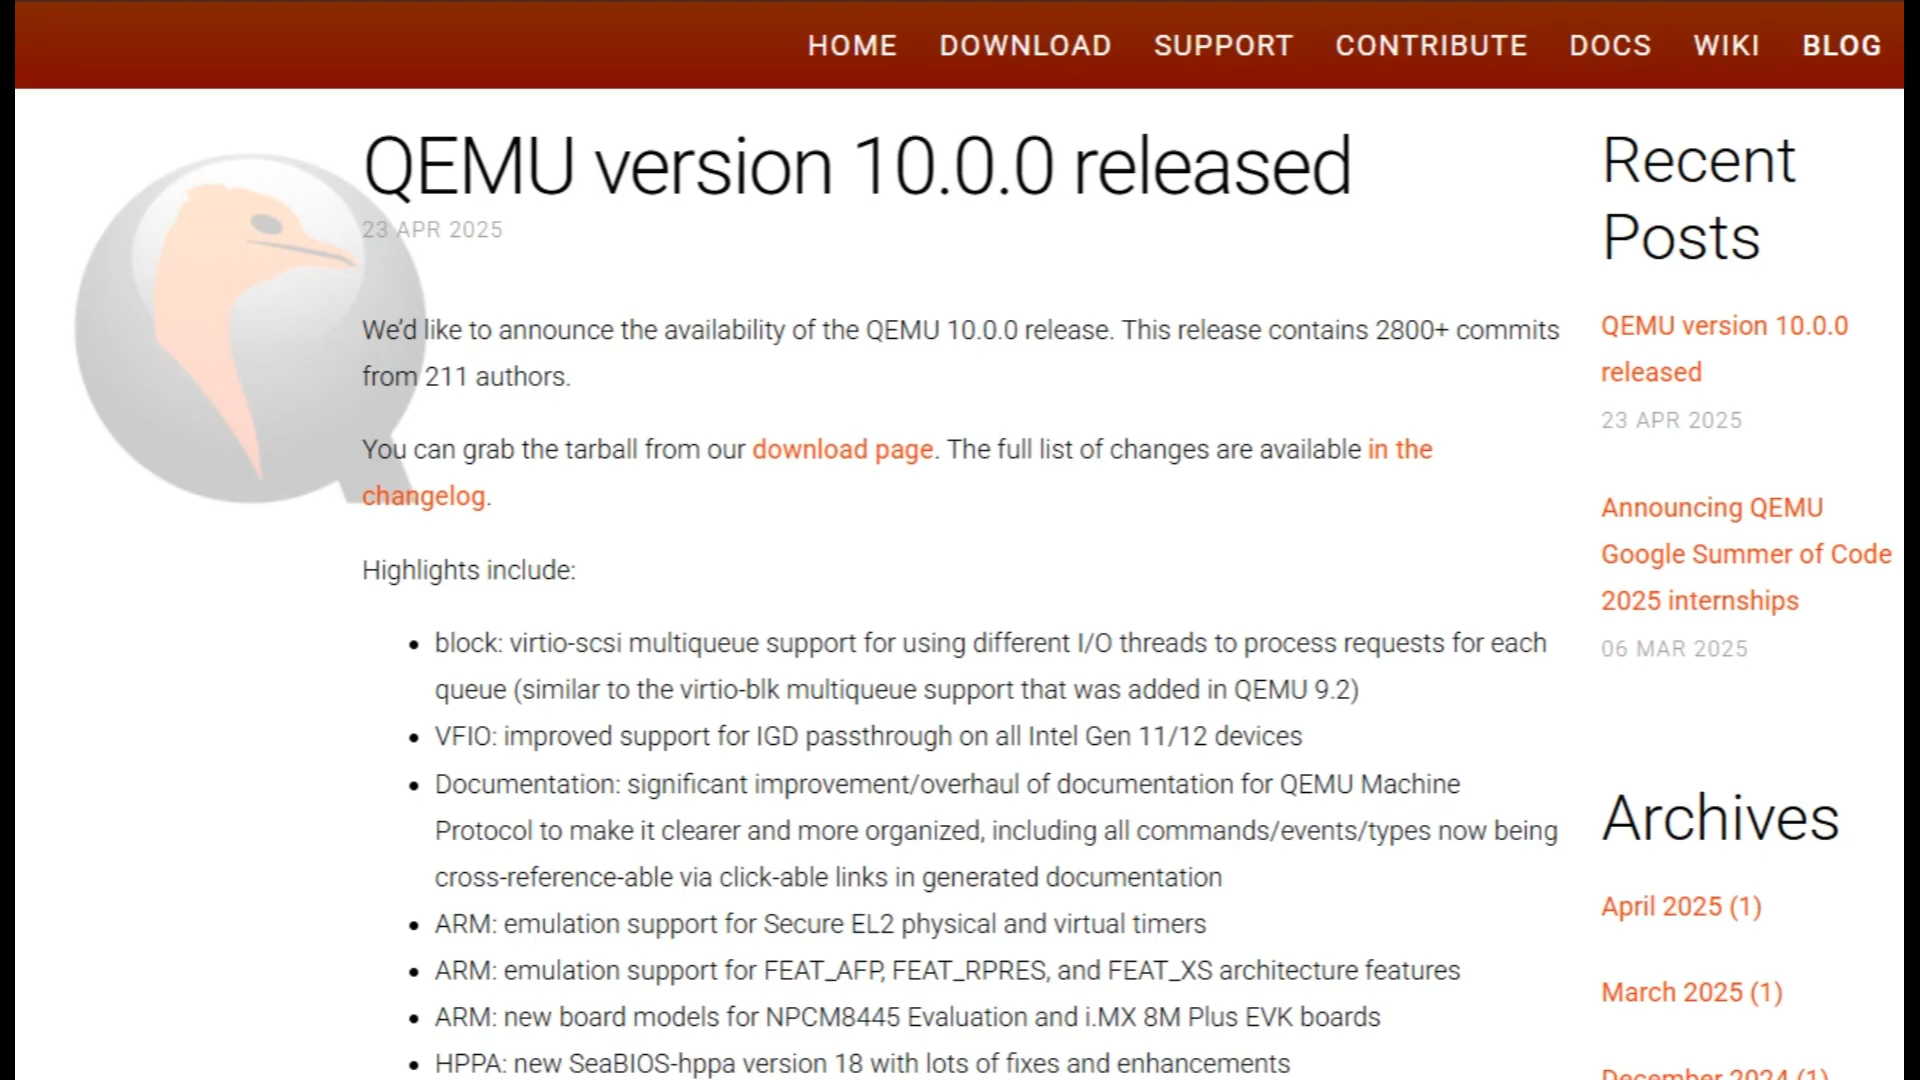 HOME DOWNLOAD SUPPORT CONTRIBUTE DOCS WIKI BLOG
QEMU version 10.0.0 released
23 APR 2025
We’d like to announce the availability of the QEMU 10.0.0 release. This release contains 2800+ commits
from 211 authors.
You can grab the tarball from our download page. The full list of changes are available in the
changelog.
Highlights include:
• block: virtio-scsi multiqueue support for using different I/O threads to process requests for each
queue (similar to the virtio-blk multiqueue support that was added in QEMU 9.2)
• VFIO: improved support for IGD passthrough on all Intel Gen 11/12 devices
• Documentation: significant improvement/overhaul of documentation for QEMU Machine
Protocol to make it clearer and more organized, including all commands/events/types now being
cross-reference-able via click-able links in generated documentation
• ARM: emulation support for Secure EL2 physical and virtual timers
• ARM: emulation support for FEAT_AFP, FEAT_RPRES, and FEAT_XS architecture features
• ARM: new board models for NPCM8445 Evaluation and i.MX 8M Plus EVK boards
• HPPA: new SeaBIOS-hppa version 18 with lots of fixes and enhancements
Recent
Posts
QEMU version 10.0.0
released
23 APR 2025
Announcing QEMU
Google Summer of Code
2025 internships
06 MAR 2025
Archives
April 2025 (1)
March 2025 (1)
December 2024 (1)